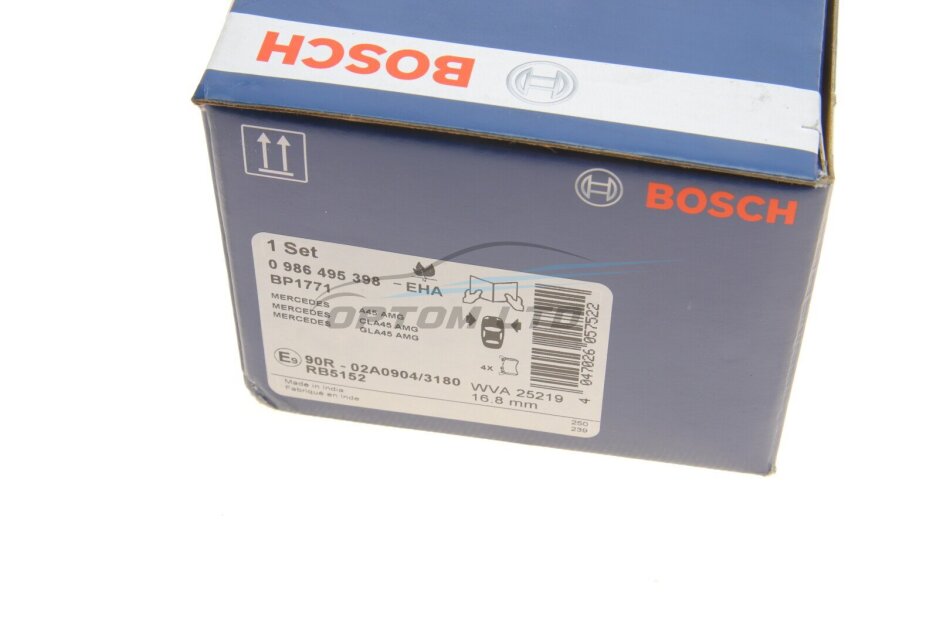 BOSCH
BOSCH
1 Set
0 986 495 398 - EHA
BP1771
MERCEDES A45 AMG
MERCEDES CLA45 AMG
MERCEDES GLA45 AMG
OPTOM LTD
4X
E9 90R - 02A0904/3180
RB5152
WVA 25219
16.8 mm
Made in India
Fabriqué en Inde
250
239
4 047026 057522